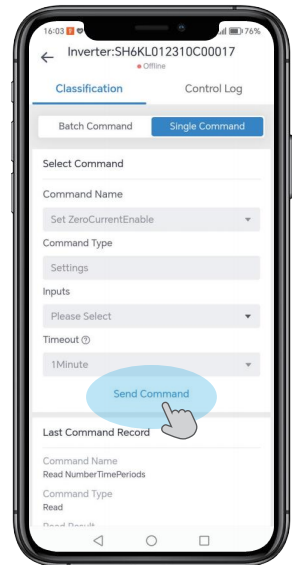 16:03 76%
Inverter:SH6KL012310C00017
Offline
Classification Control Log
Batch Command Single Command
Select Command
Command Name
Set ZeroCurrentEnable
Command Type
Settings
Inputs
Please Select
Timeout ?
1Minute
Send Command
Last Command Record
Command Name
Read NumberTimePeriods
Command Type
Read
Read Result